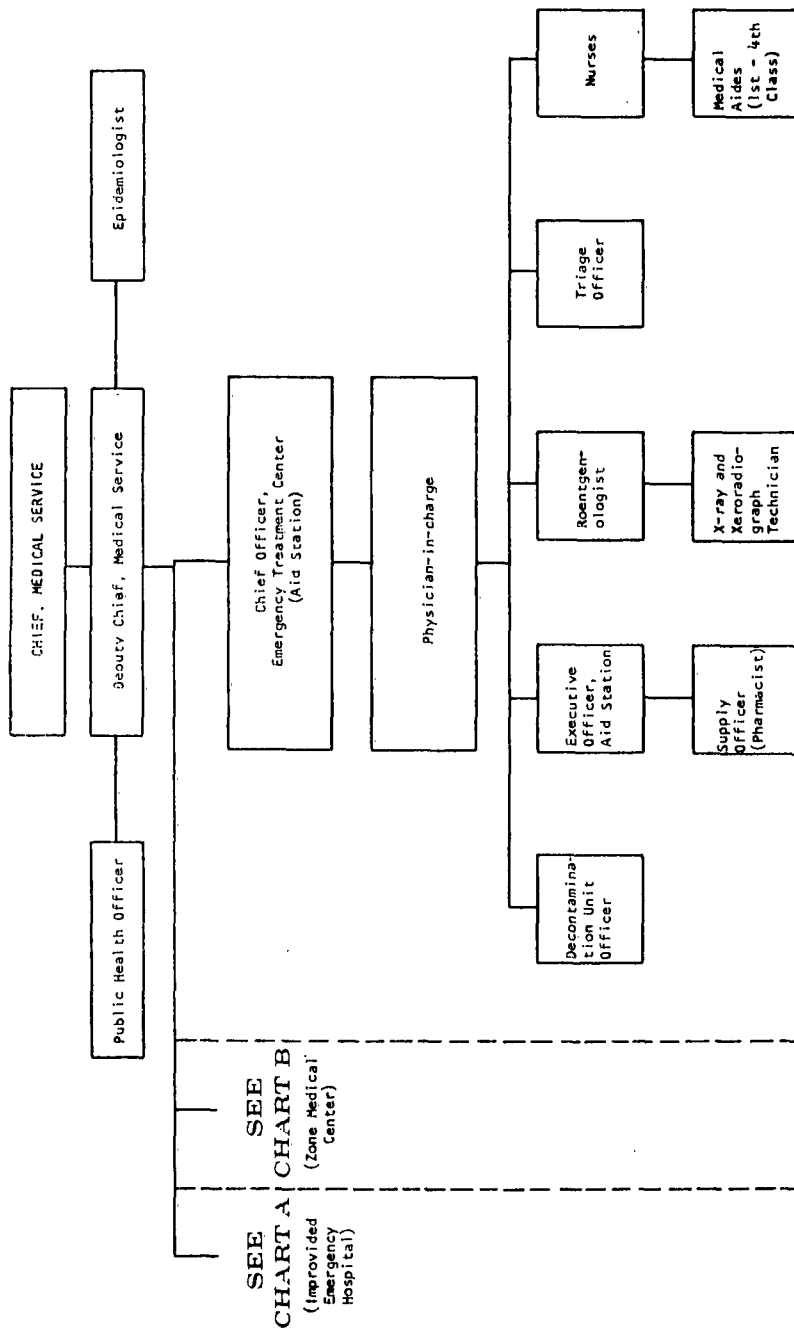 CHIEF, MEDICAL SERVICE
Public Health Officer
Deputy Chief, Medical Service
Epidemiologist
SEE
CHART A
(Improvided
Emergency
Hospital)
SEE
CHART B
(Zone Medical
Center)
Chief Officer,
Emergency Treatment Center
(Aid Station)
Physician-in-charge
Decontamina-
tion Unit
Officer
Executive
Officer,
Aid Station
Roentgen-
ologist
Triage
Officer
Nurses
Supply
Officer
(Pharmacist)
X-ray and
Xeroradio-
graph
Technician
Medical
Aides
(1st - 4th
Class)